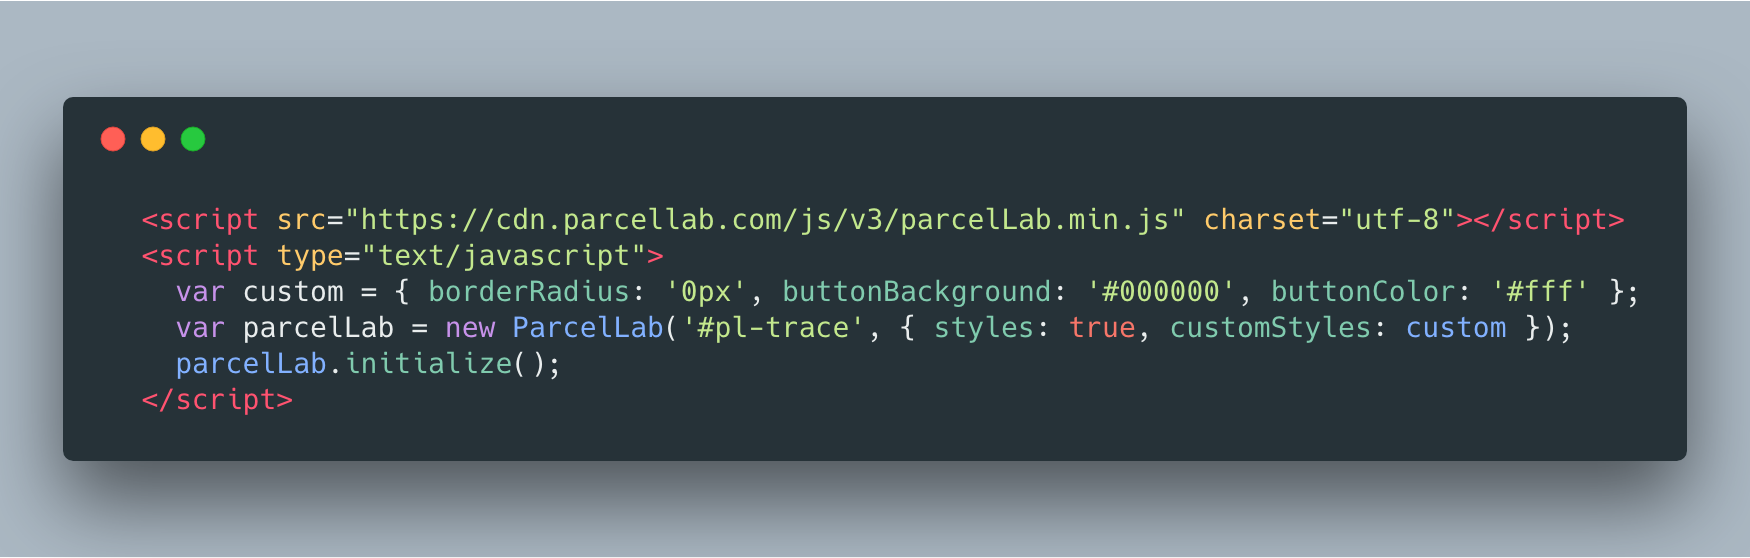 <script src="https://cdn.parcellab.com/js/v3/parcelLab.min.js" charset="utf-8"></script>
<script type="text/javascript">
  var custom = { borderRadius: '0px', buttonBackground: '#000000', buttonColor: '#fff' };
  var parcelLab = new ParcelLab('#pl-trace', { styles: true, customStyles: custom });
  parcelLab.initialize();
</script>